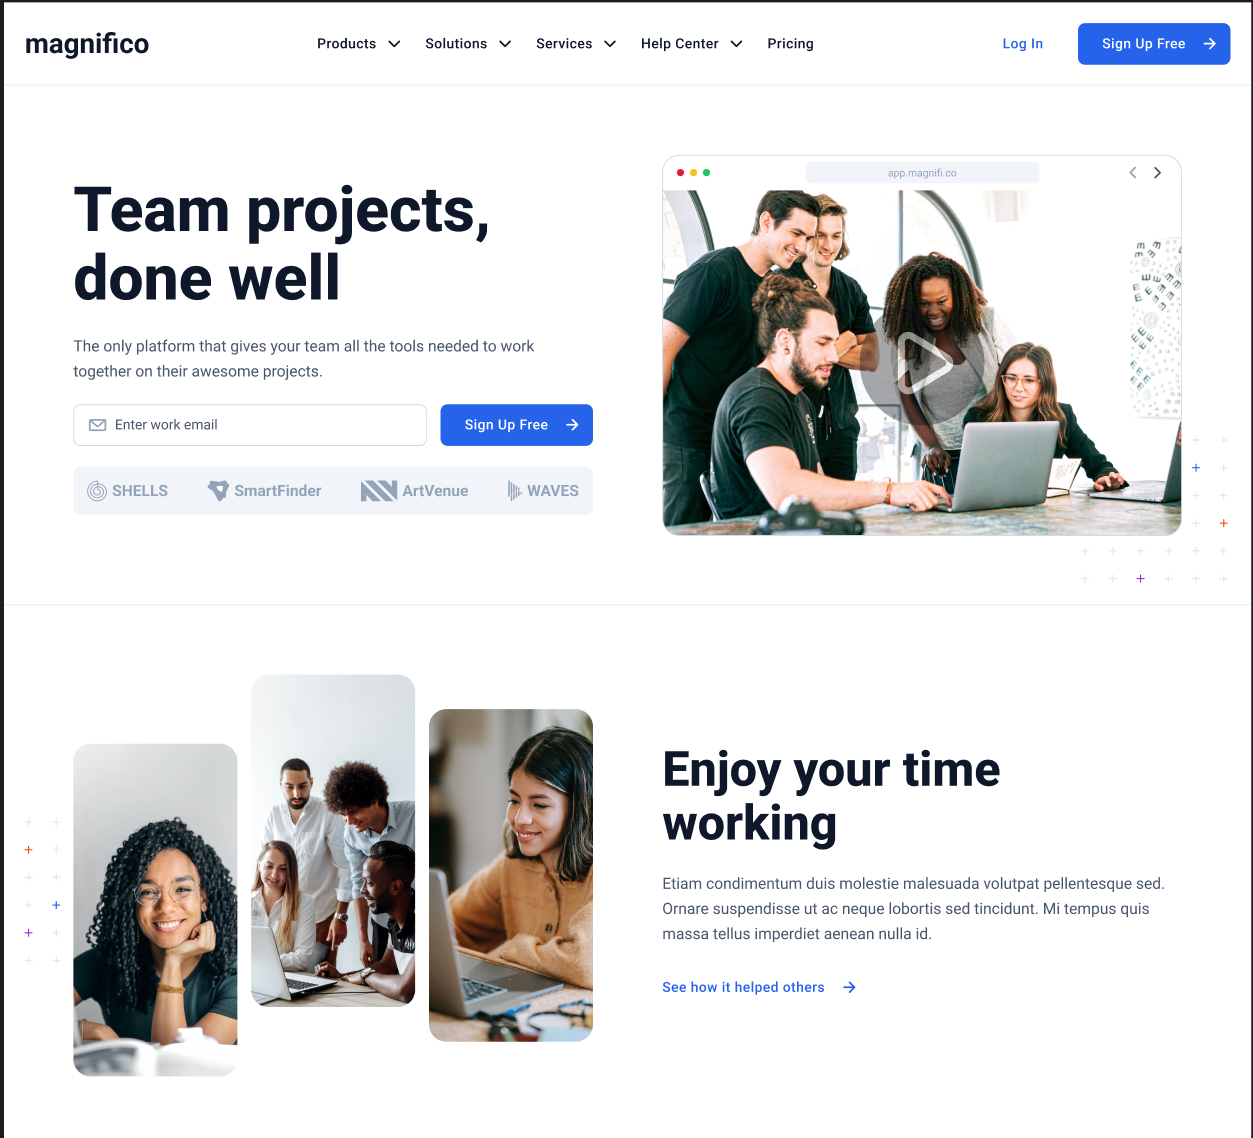 magnifico
Products
Solutions
Services
Help Center
Pricing
Log In
Sign Up Free
Team projects,
done well
The only platform that gives your team all the tools needed to work
together on their awesome projects.
Enter work email
Sign Up Free
SHELLS
SmartFinder
ArtVenue
WAVES
app.magnifi.co
Enjoy your time
working
Etiam condimentum duis molestie malesuada volutpat pellentesque sed.
Ornare suspendisse ut ac neque lobortis sed tincidunt. Mi tempus quis
massa tellus imperdiet aenean nulla id.
See how it helped others